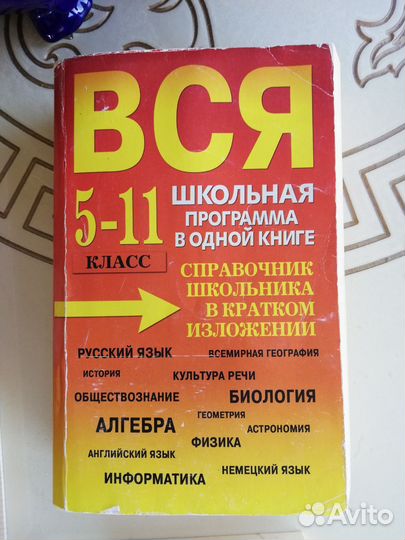 ВСЯ
5-11
КЛАСС
ШКОЛЬНАЯ
ПРОГРАММА
В ОДНОЙ КНИГЕ
СПРАВОЧНИК
ШКОЛЬНИКА
В КРАТКОМ
ИЗЛОЖЕНИИ
РУССКИЙ ЯЗЫК
ВСЕМИРНАЯ ГЕОГРАФИЯ
ИСТОРИЯ
КУЛЬТУРА РЕЧИ
ОБЩЕСТВОЗНАНИЕ
БИОЛОГИЯ
ГЕОМЕТРИЯ
АЛГЕБРА
АСТРОНОМИЯ
ФИЗИКА
АНГЛИЙСКИЙ ЯЗЫК
НЕМЕЦКИЙ ЯЗЫК
ИНФОРМАТИКА
Avito